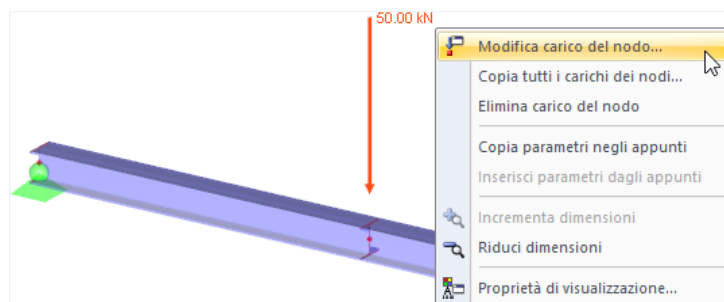 50.00 kN
Modifica carico del nodo...
Copia tutti i carichi dei nodi...
Elimina carico del nodo
Copia parametri negli appunti
Inserisci parametri dagli appunti
Incrementa dimensioni
Riduci dimensioni
Proprietà di visualizzazione...